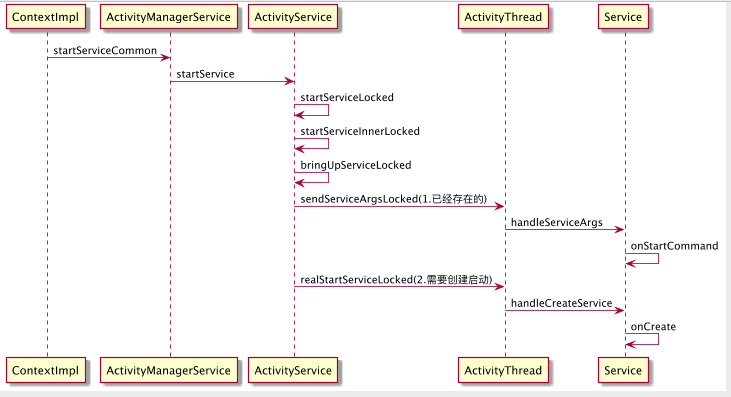 ContextImpl
ActivityManagerService
ActivityService
ActivityThread
Service
startServiceCommon
startService
startServiceLocked
startServiceInnerLocked
bringUpServiceLocked
sendServiceArgsLocked(1.已经存在的)
handleServiceArgs
onStartCommand
realStartServiceLocked(2.需要创建启动)
handleCreateService
onCreate
ContextImpl
ActivityManagerService
ActivityService
ActivityThread
Service